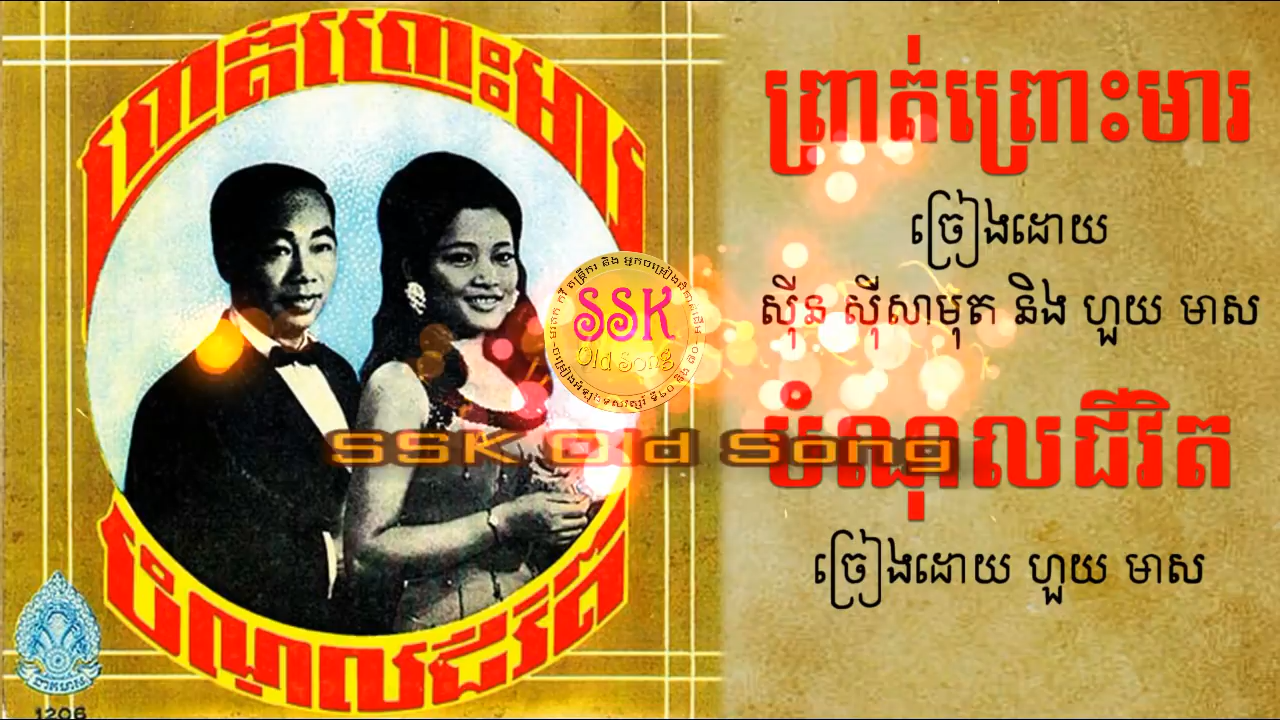 ព្រាត់ព្រោះមារ
បំណុលជីវិត
1206
ព្រាត់ព្រោះមារ
ច្រៀងដោយ
ស៊ីន ស៊ីសាមុត និង ហួយ មាស
បំណុលជីវិត
ច្រៀងដោយ ហួយ មាស
SSK
Old Song
SSK Old Song